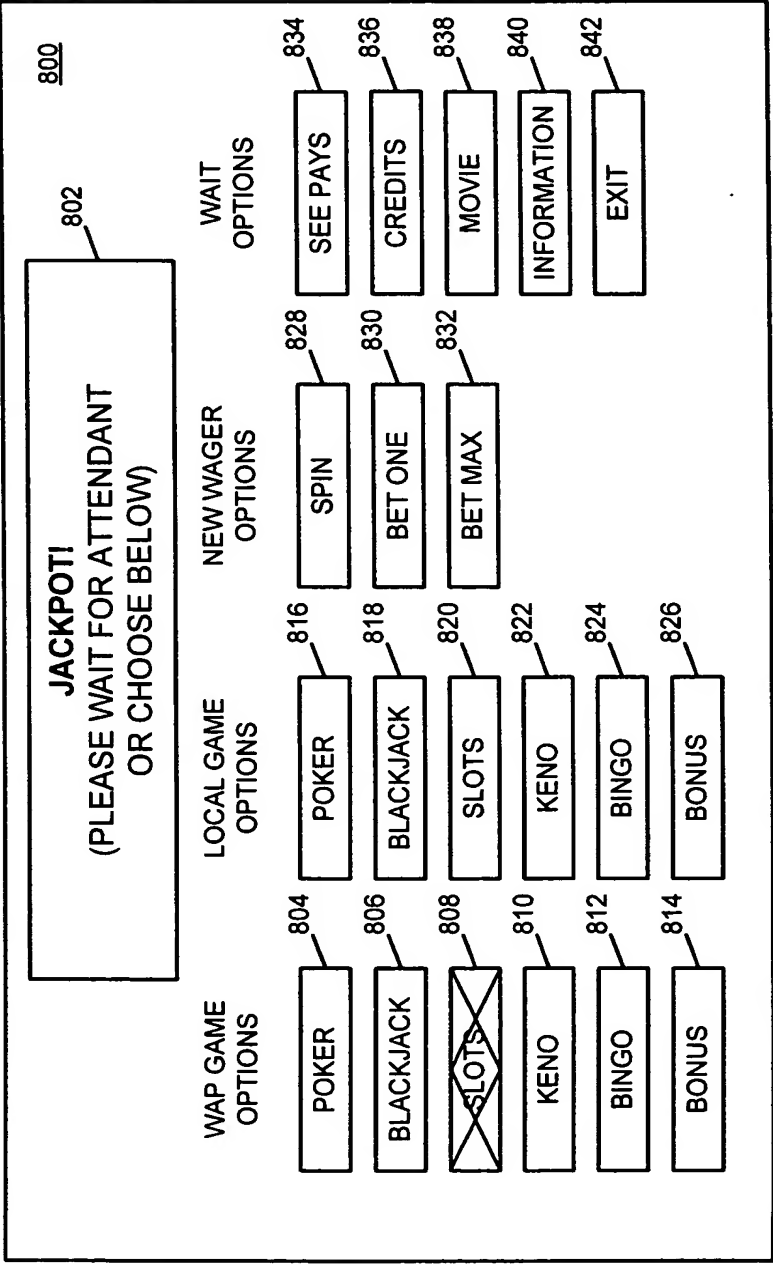 800
802
JACKPOT!
(PLEASE WAIT FOR ATTENDANT
OR CHOOSE BELOW)
WAP GAME
OPTIONS
804
POKER
806
BLACKJACK
808
SLOTS
810
KENO
812
BINGO
814
BONUS
LOCAL GAME
OPTIONS
816
POKER
818
BLACKJACK
820
SLOTS
822
KENO
824
BINGO
826
BONUS
NEW WAGER
OPTIONS
828
SPIN
830
BET ONE
832
BET MAX
WAIT
OPTIONS
834
SEE PAYS
836
CREDITS
838
MOVIE
840
INFORMATION
842
EXIT